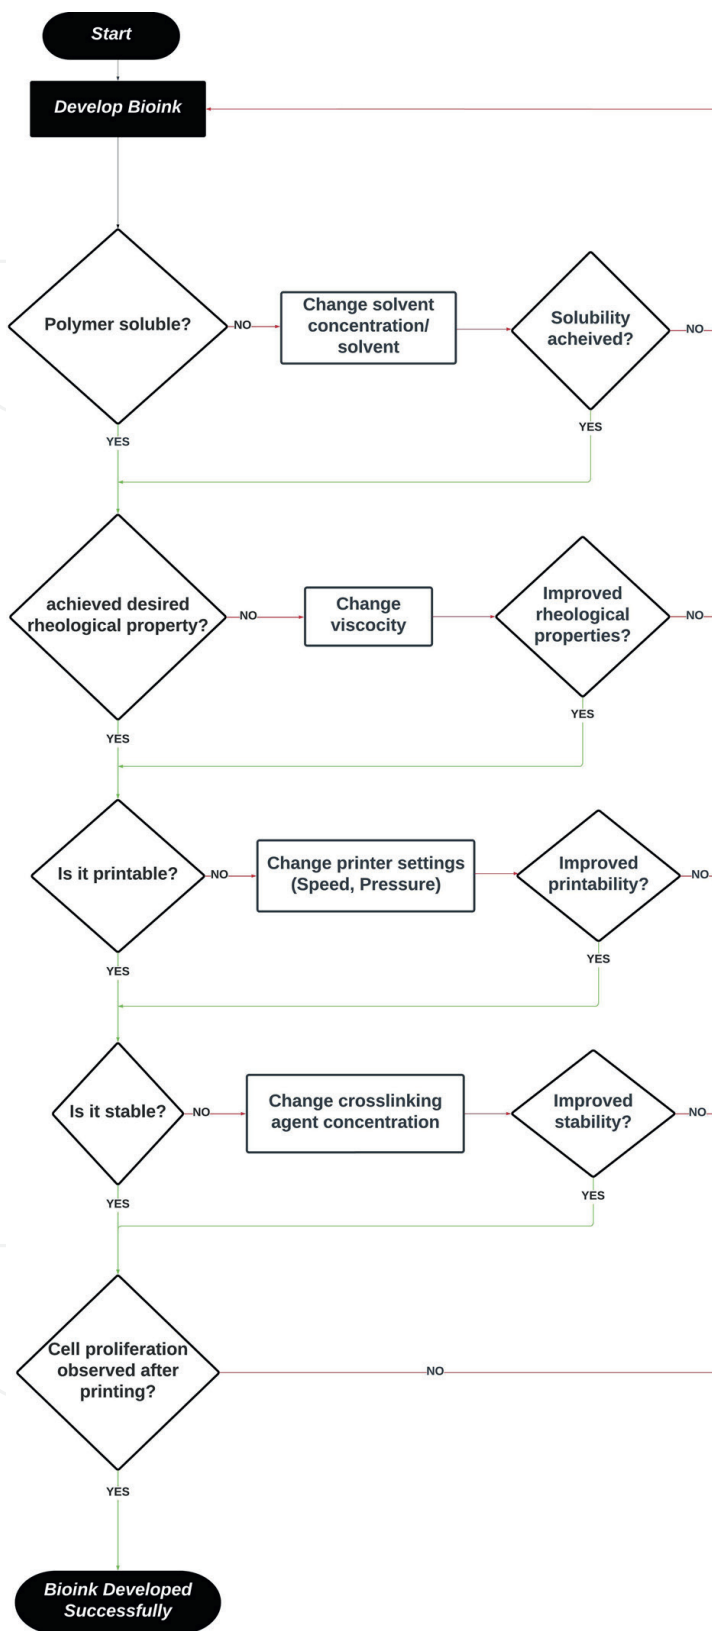 Start
Develop Bioink
Polymer soluble?
NO
Change solvent
concentration/
solvent
Solubility
acheived?
NO
YES
YES
achieved desired
rheological property?
NO
Change
viscocity
Improved
rheological
properties?
NO
YES
YES
Is it printable?
NO
Change printer settings
(Speed, Pressure)
Improved
printability?
NO
YES
YES
Is it stable?
NO
Change crosslinking
agent concentration
Improved
stability?
NO
YES
YES
Cell proliferation
observed after
printing?
NO
YES
Bioink Developed
Successfully